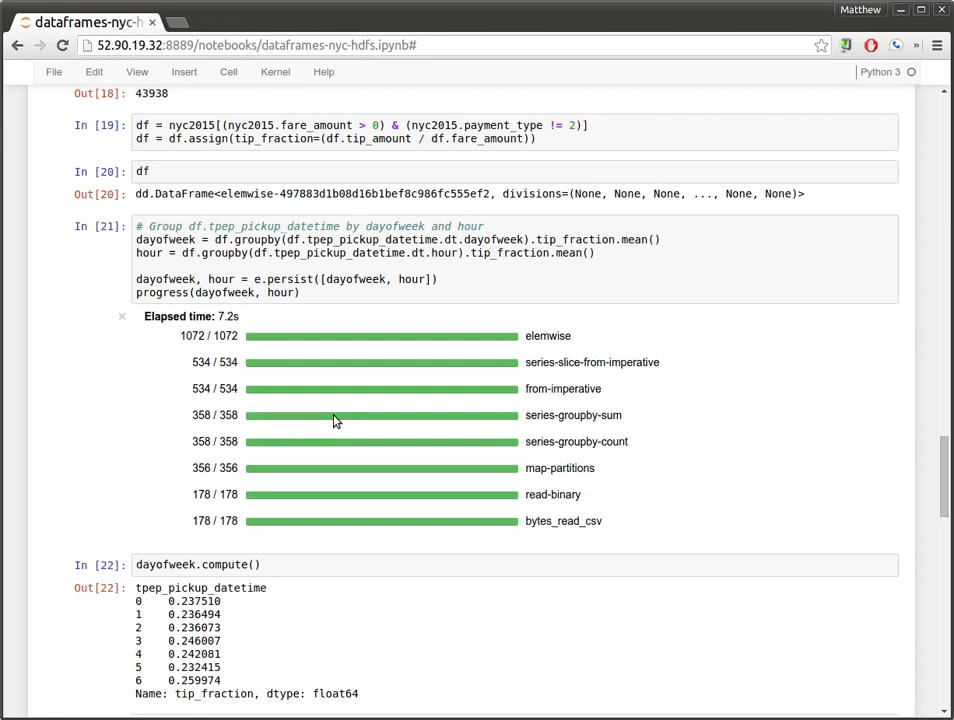 Matthew
dataframes-nyc-h
52.90.19.32:8889/notebooks/dataframes-nyc-hdfs.ipynb#
File Edit View Insert Cell Kernel Help Python 3
Out[18]: 43938
In [19]: df = nyc2015[(nyc2015.fare_amount > 0) & (nyc2015.payment_type != 2)]
df = df.assign(tip_fraction=(df.tip_amount / df.fare_amount))
In [20]: df
Out[20]: dd.DataFrame<elemwise-497883d1b08d16b1bef8c986fc555ef2, divisions=(None, None, None, ..., None, None)>
In [21]: # Group df.tpep_pickup_datetime by dayofweek and hour
dayofweek = df.groupby(df.tpep_pickup_datetime.dt.dayofweek).tip_fraction.mean()
hour = df.groupby(df.tpep_pickup_datetime.dt.hour).tip_fraction.mean()
dayofweek, hour = e.persist([dayofweek, hour])
progress(dayofweek, hour)
Elapsed time: 7.2s
1072 / 1072 elemwise
534 / 534 series-slice-from-imperative
534 / 534 from-imperative
358 / 358 series-groupby-sum
358 / 358 series-groupby-count
356 / 356 map-partitions
178 / 178 read-binary
178 / 178 bytes_read_csv
In [22]: dayofweek.compute()
Out[22]: tpep_pickup_datetime
0 0.237510
1 0.236494
2 0.236073
3 0.246007
4 0.242081
5 0.232415
6 0.259974
Name: tip_fraction, dtype: float64